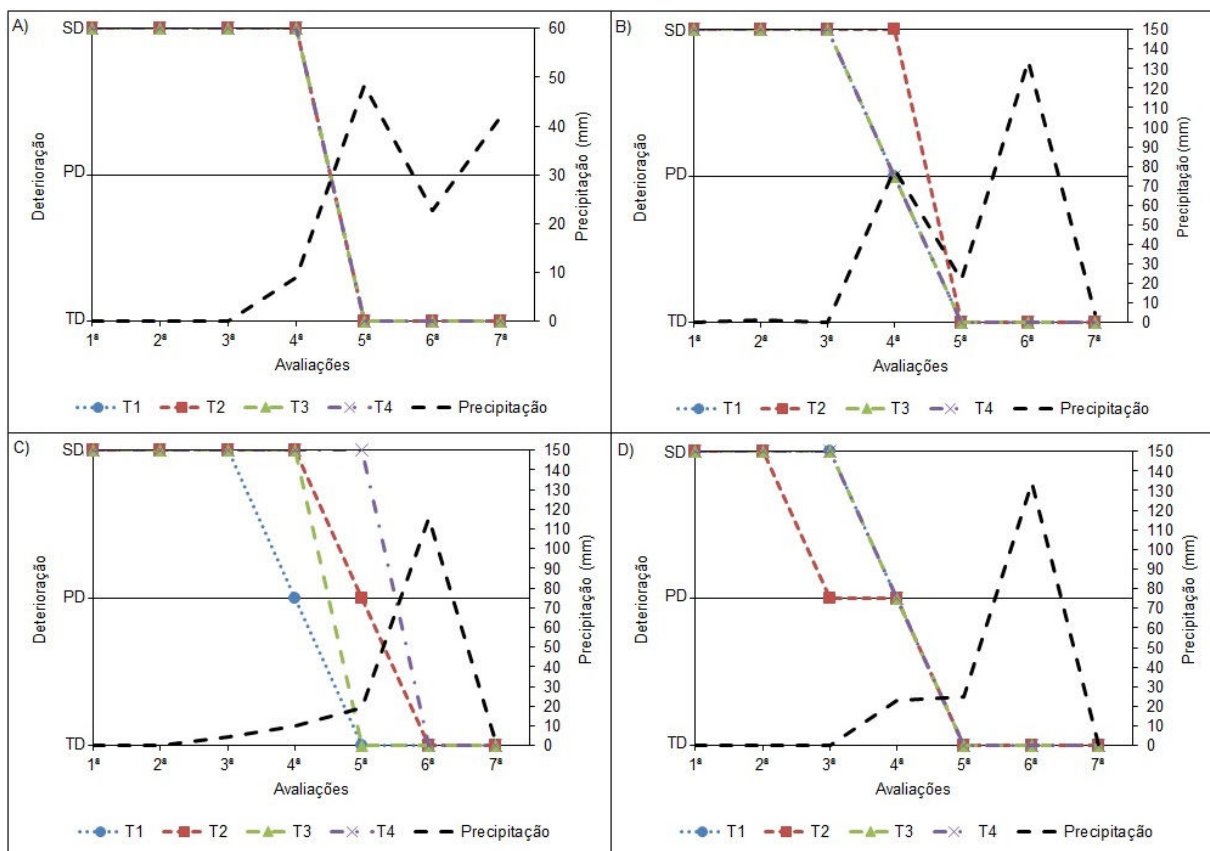 A)
SD
PD
TD
Deterioração
60
50
40
30
20
10
0
Precipitação (mm)
1ª 2ª 3ª 4ª 5ª 6ª 7ª
Avaliações
T1 T2 T3 T4 Precipitação
B)
SD
PD
TD
Deterioração
150
140
130
120
110
100
90
80
70
60
50
40
30
20
10
0
Precipitação (mm)
1ª 2ª 3ª 4ª 5ª 6ª 7ª
Avaliações
T1 T2 T3 T4 Precipitação
C)
SD
PD
TD
Deterioração
150
140
130
120
110
100
90
80
70
60
50
40
30
20
10
0
Precipitação (mm)
1ª 2ª 3ª 4ª 5ª 6ª 7ª
Avaliações
T1 T2 T3 T4 Precipitação
D)
SD
PD
TD
Deterioração
150
140
130
120
110
100
90
80
70
60
50
40
30
20
10
0
Precipitação (mm)
1ª 2ª 3ª 4ª 5ª 6ª 7ª
Avaliações
T1 T2 T3 T4 Precipitação